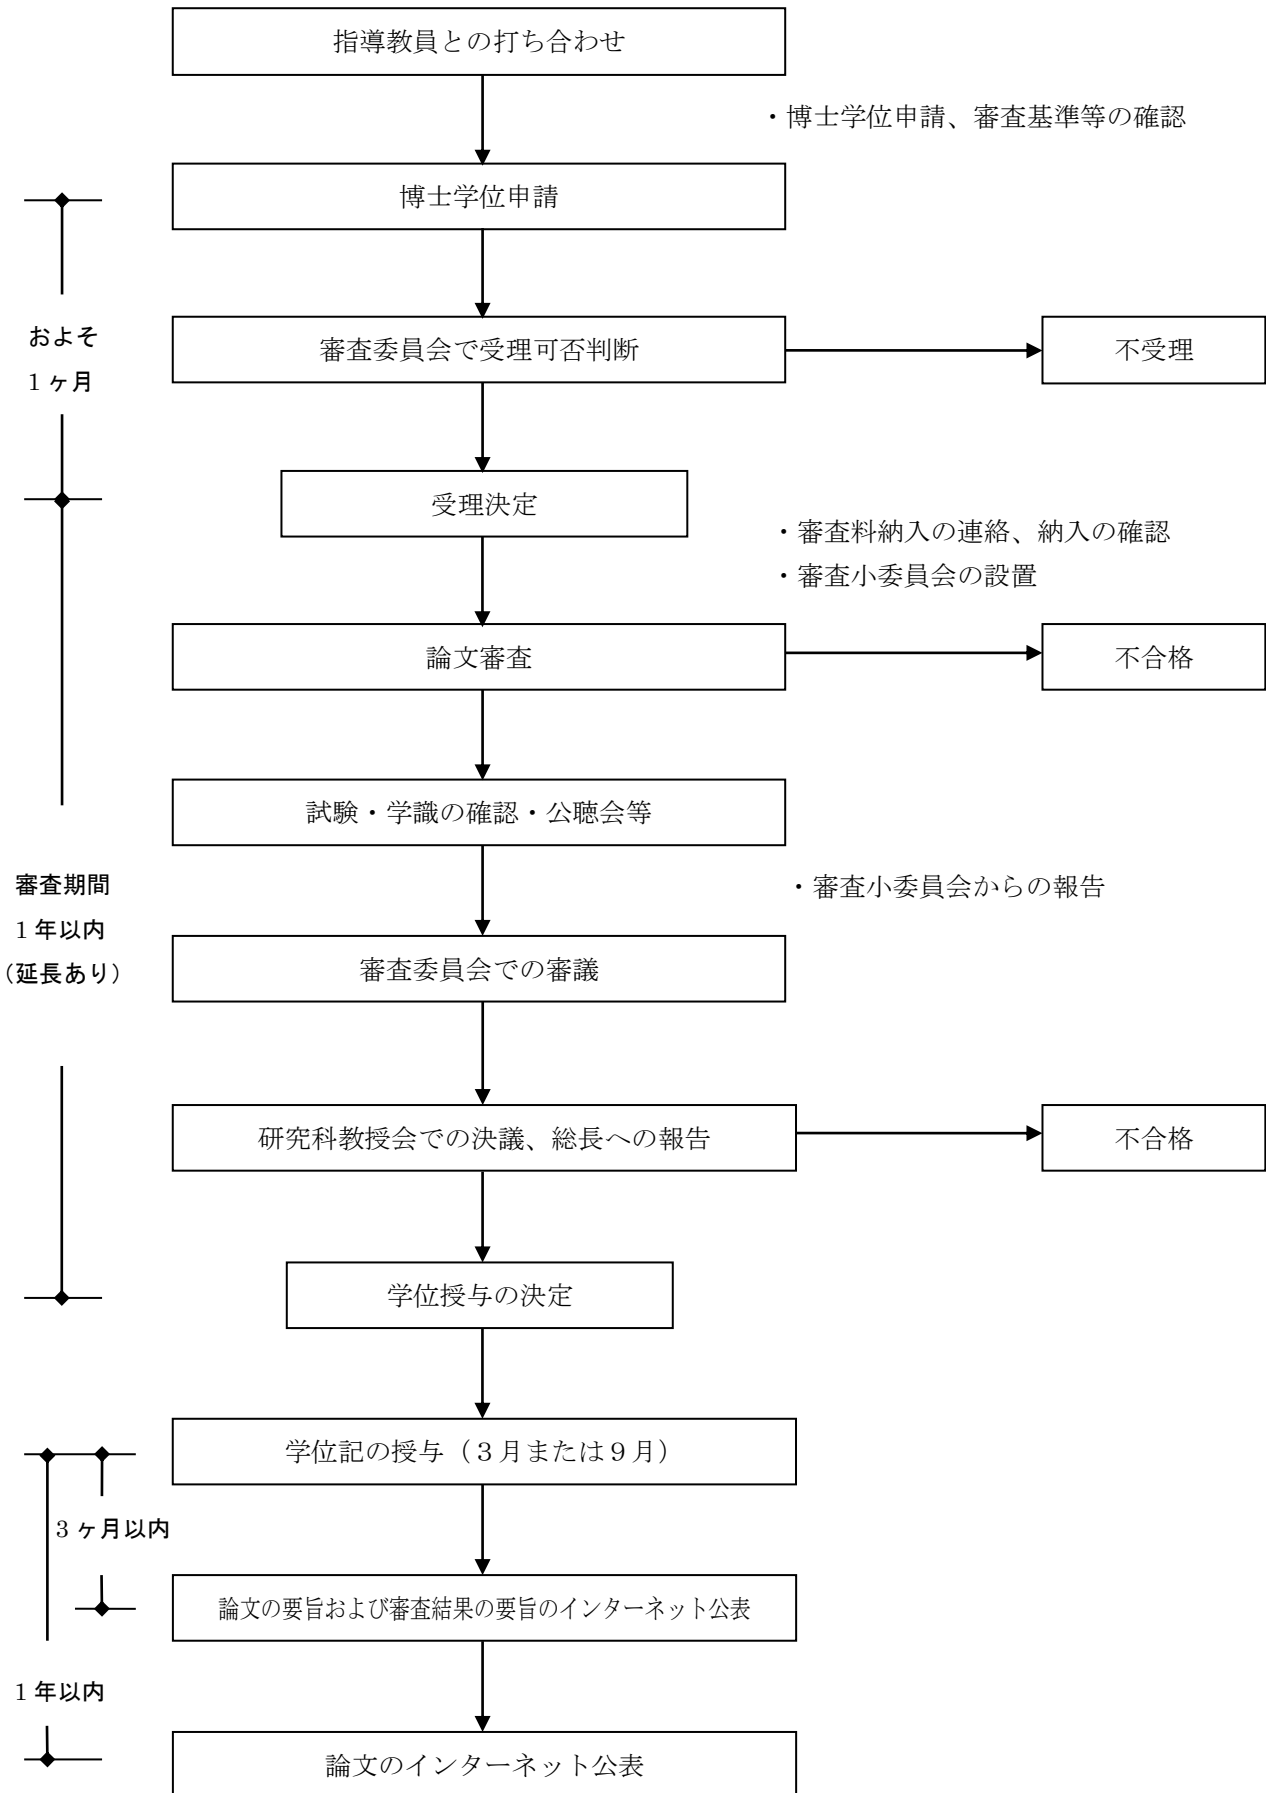 指導教員との打ち合わせ
・博士学位申請、審査基準等の確認
博士学位申請
およそ
1ヶ月
審査委員会で受理可否判断
不受理
受理決定
・審査料納入の連絡、納入の確認
・審査小委員会の設置
論文審査
不合格
試験・学識の確認・公聴会等
審査期間
1年以内
（延長あり）
・審査小委員会からの報告
審査委員会での審議
研究科教授会での決議、総長への報告
不合格
学位授与の決定
学位記の授与（３月または９月）
3ヶ月以内
論文の要旨および審査結果の要旨のインターネット公表
1年以内
論文のインターネット公表